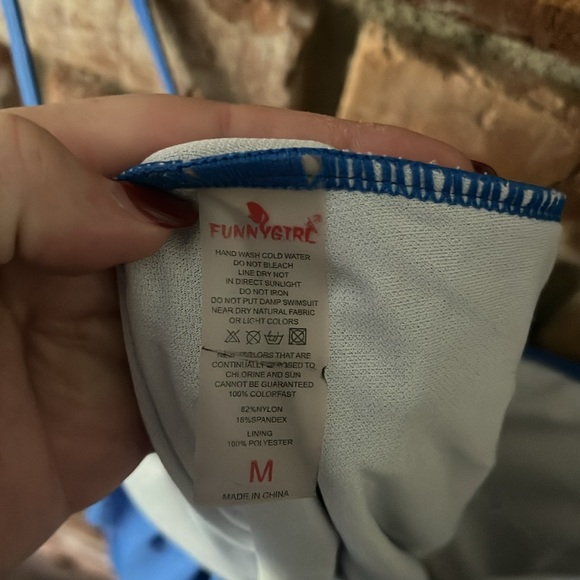 FUNNYGIRL®
HAND WASH COLD WATER
DO NOT BLEACH
LINE DRY NOT
IN DIRECT SUNLIGHT
DO NOT IRON
DO NOT PUT DAMP SWIMSUIT
NEAR DRY NATURAL FABRIC
OR LIGHT COLORS
COLORS THAT ARE
CONTINUALLY EXPOSED TO
CHLORINE AND SUN
CANNOT BE GUARANTEED
100% COLORFAST
82%NYLON
18%SPANDEX
LINING
100% POLYESTER
M
MADE IN CHINA